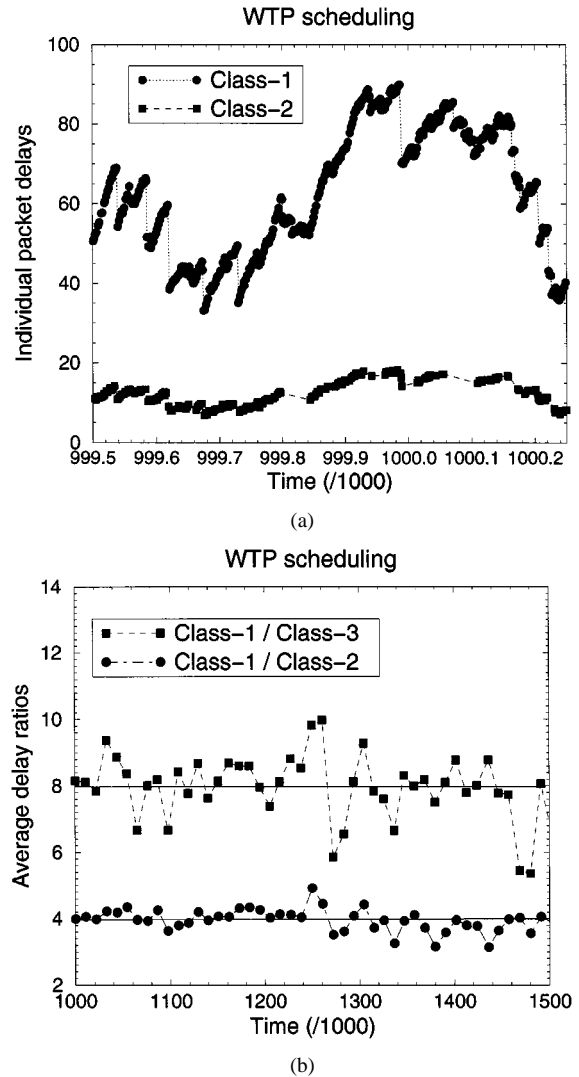 WTP scheduling
100
80
60
40
20
0
Individual packet delays
Class-1
Class-2
999.5 999.6 999.7 999.8 999.9 1000.0 1000.1 1000.2
Time (/1000)
(a)
WTP scheduling
14
12
10
8
6
4
2
Average delay ratios
Class-1 / Class-3
Class-1 / Class-2
1000 1100 1200 1300 1400 1500
Time (/1000)
(b)